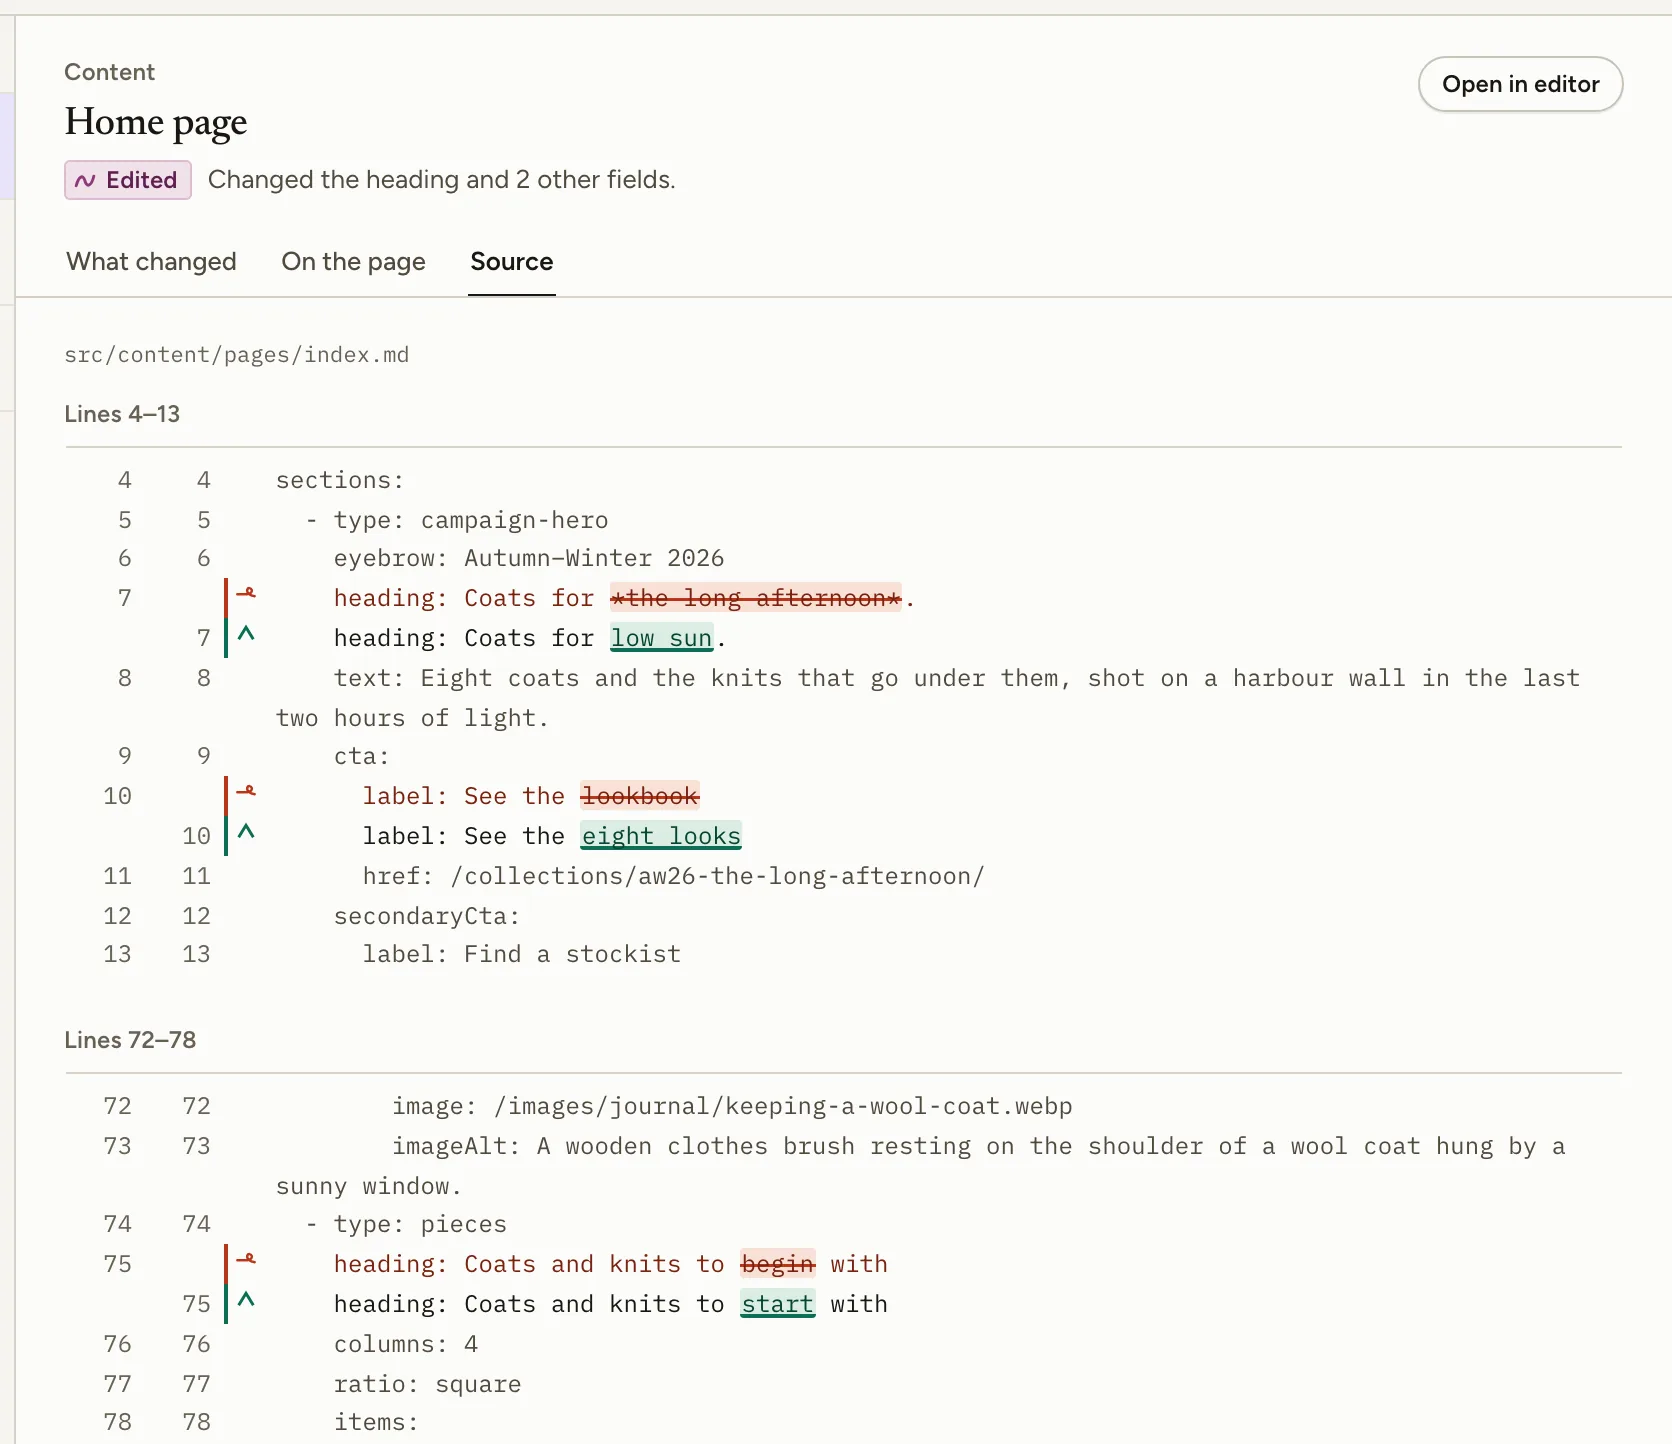 Content
Home page
Open in editor
Edited
Changed the heading and 2 other fields.
What changed
On the page
Source
src/content/pages/index.md
Lines 4–13
4 4 sections:
5 5 - type: campaign-hero
6 6 eyebrow: Autumn–Winter 2026
7 heading: Coats for *the long afternoon*.
7 heading: Coats for low sun.
8 8 text: Eight coats and the knits that go under them, shot on a harbour wall in the last
two hours of light.
9 9 cta:
10 label: See the lookbook
10 label: See the eight looks
11 11 href: /collections/aw26-the-long-afternoon/
12 12 secondaryCta:
13 13 label: Find a stockist
Lines 72–78
72 72 image: /images/journal/keeping-a-wool-coat.webp
73 73 imageAlt: A wooden clothes brush resting on the shoulder of a wool coat hung by a
sunny window.
74 74 - type: pieces
75 heading: Coats and knits to begin with
75 heading: Coats and knits to start with
76 76 columns: 4
77 77 ratio: square
78 78 items: